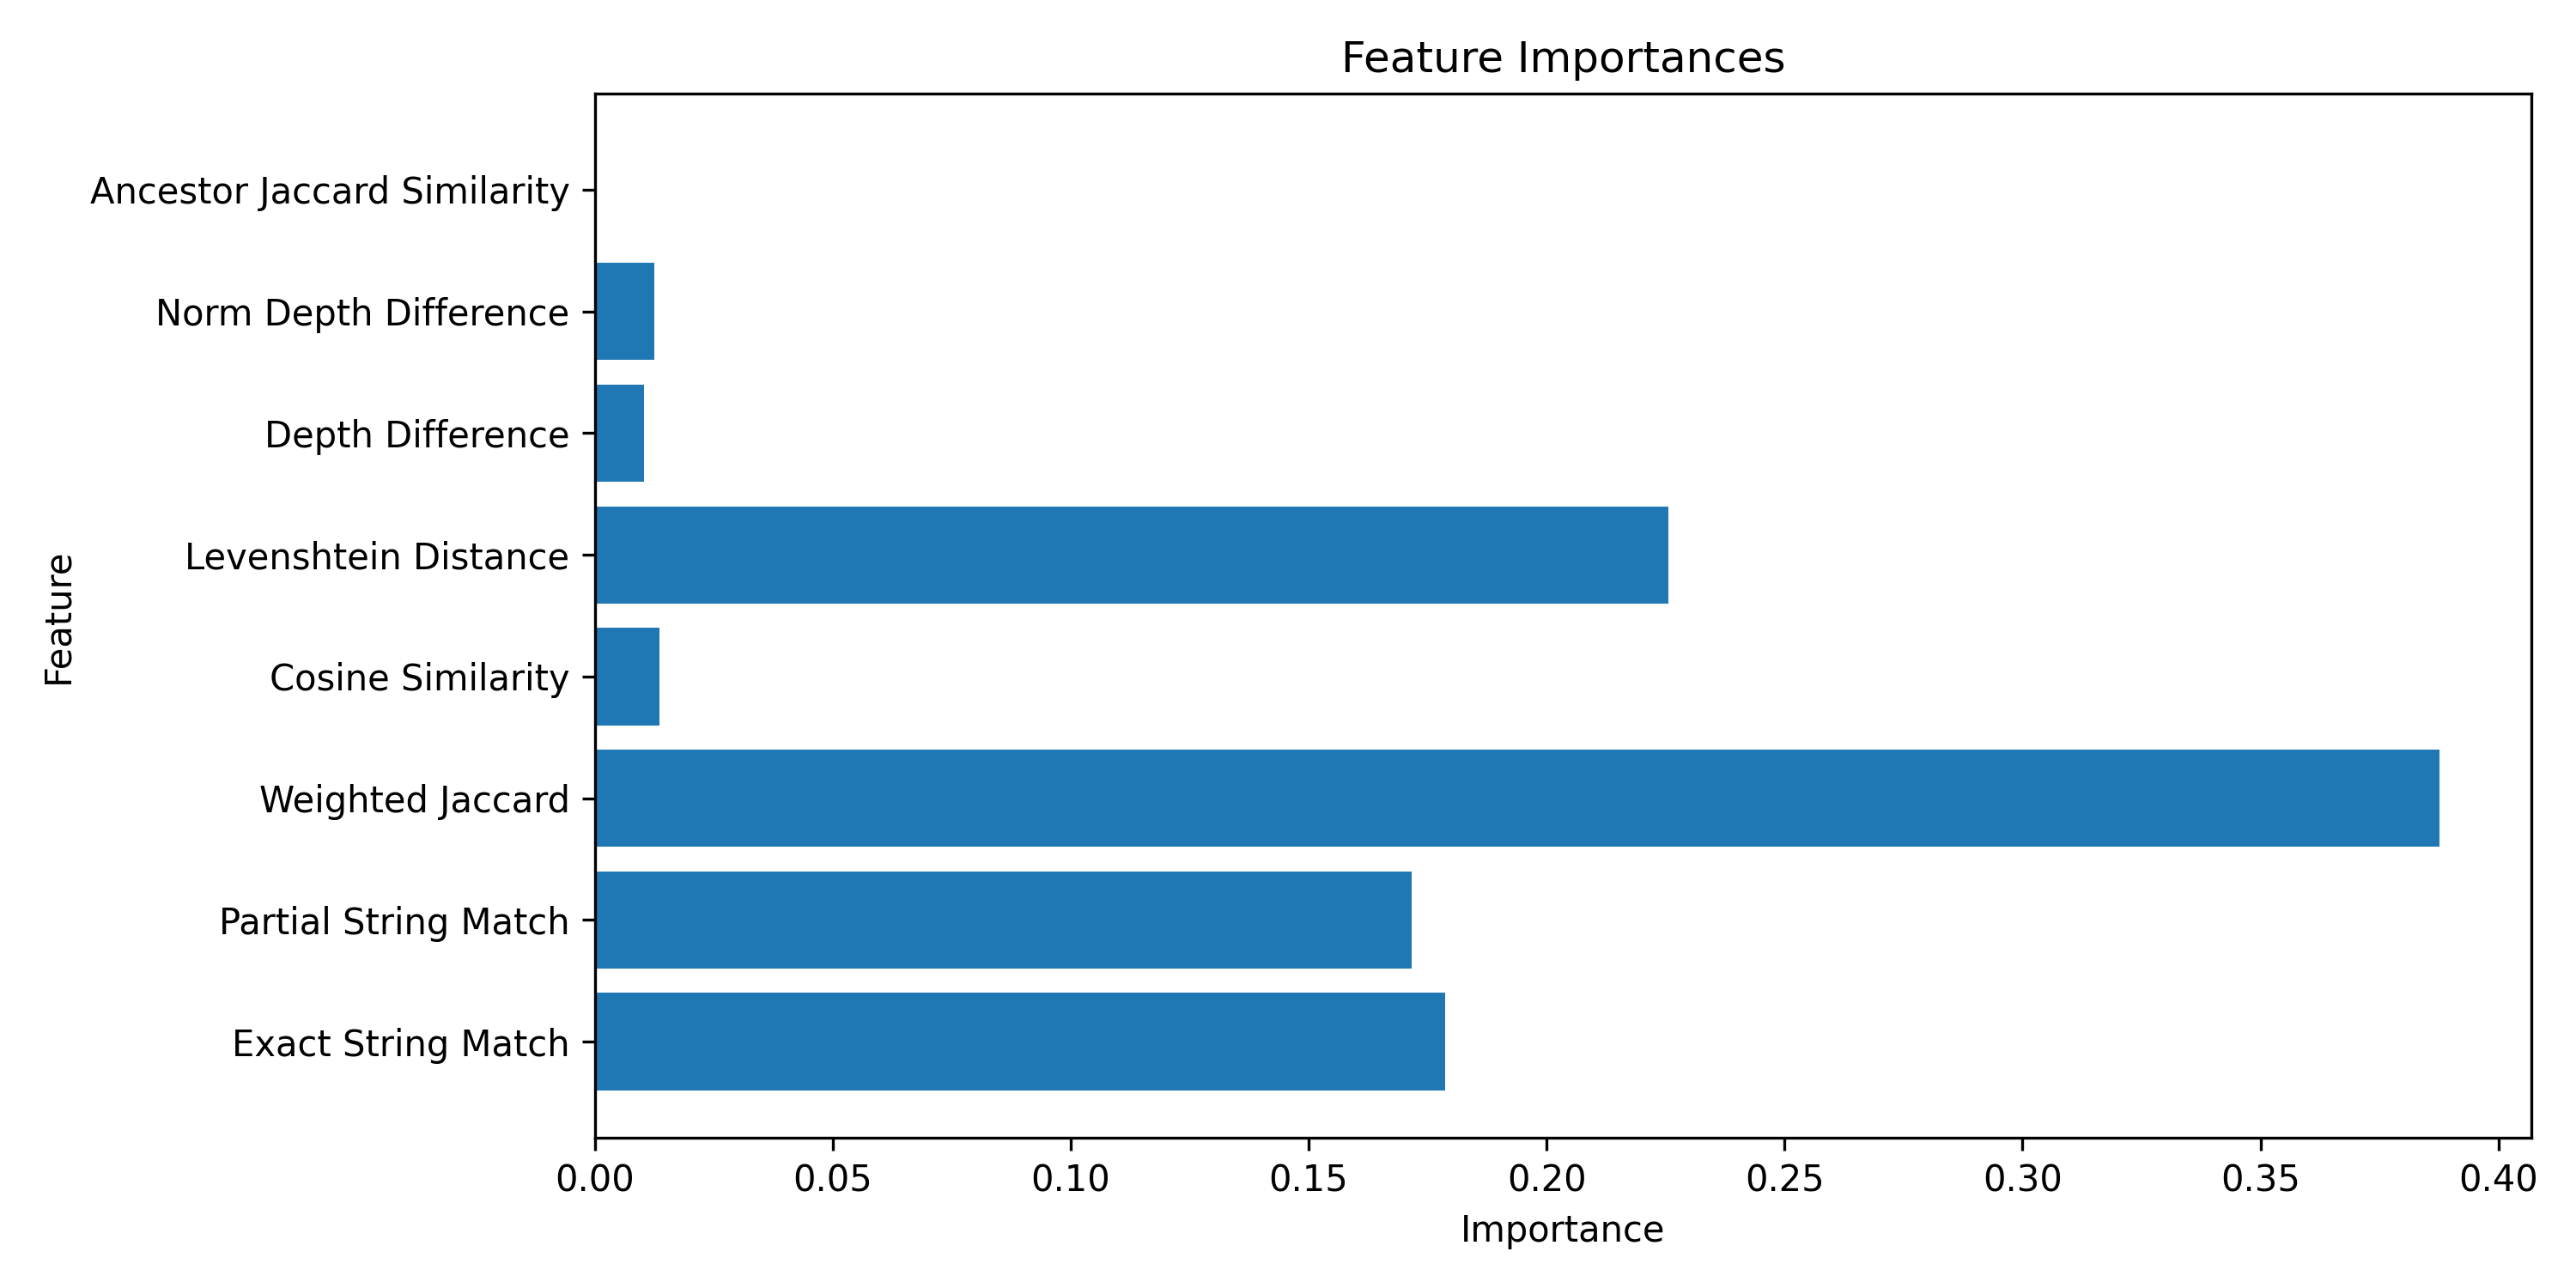 Feature Importances
Ancestor Jaccard Similarity
Norm Depth Difference
Depth Difference
Levenshtein Distance
Cosine Similarity
Weighted Jaccard
Partial String Match
Exact String Match
Feature
0.00 0.05 0.10 0.15 0.20 0.25 0.30 0.35 0.40
Importance